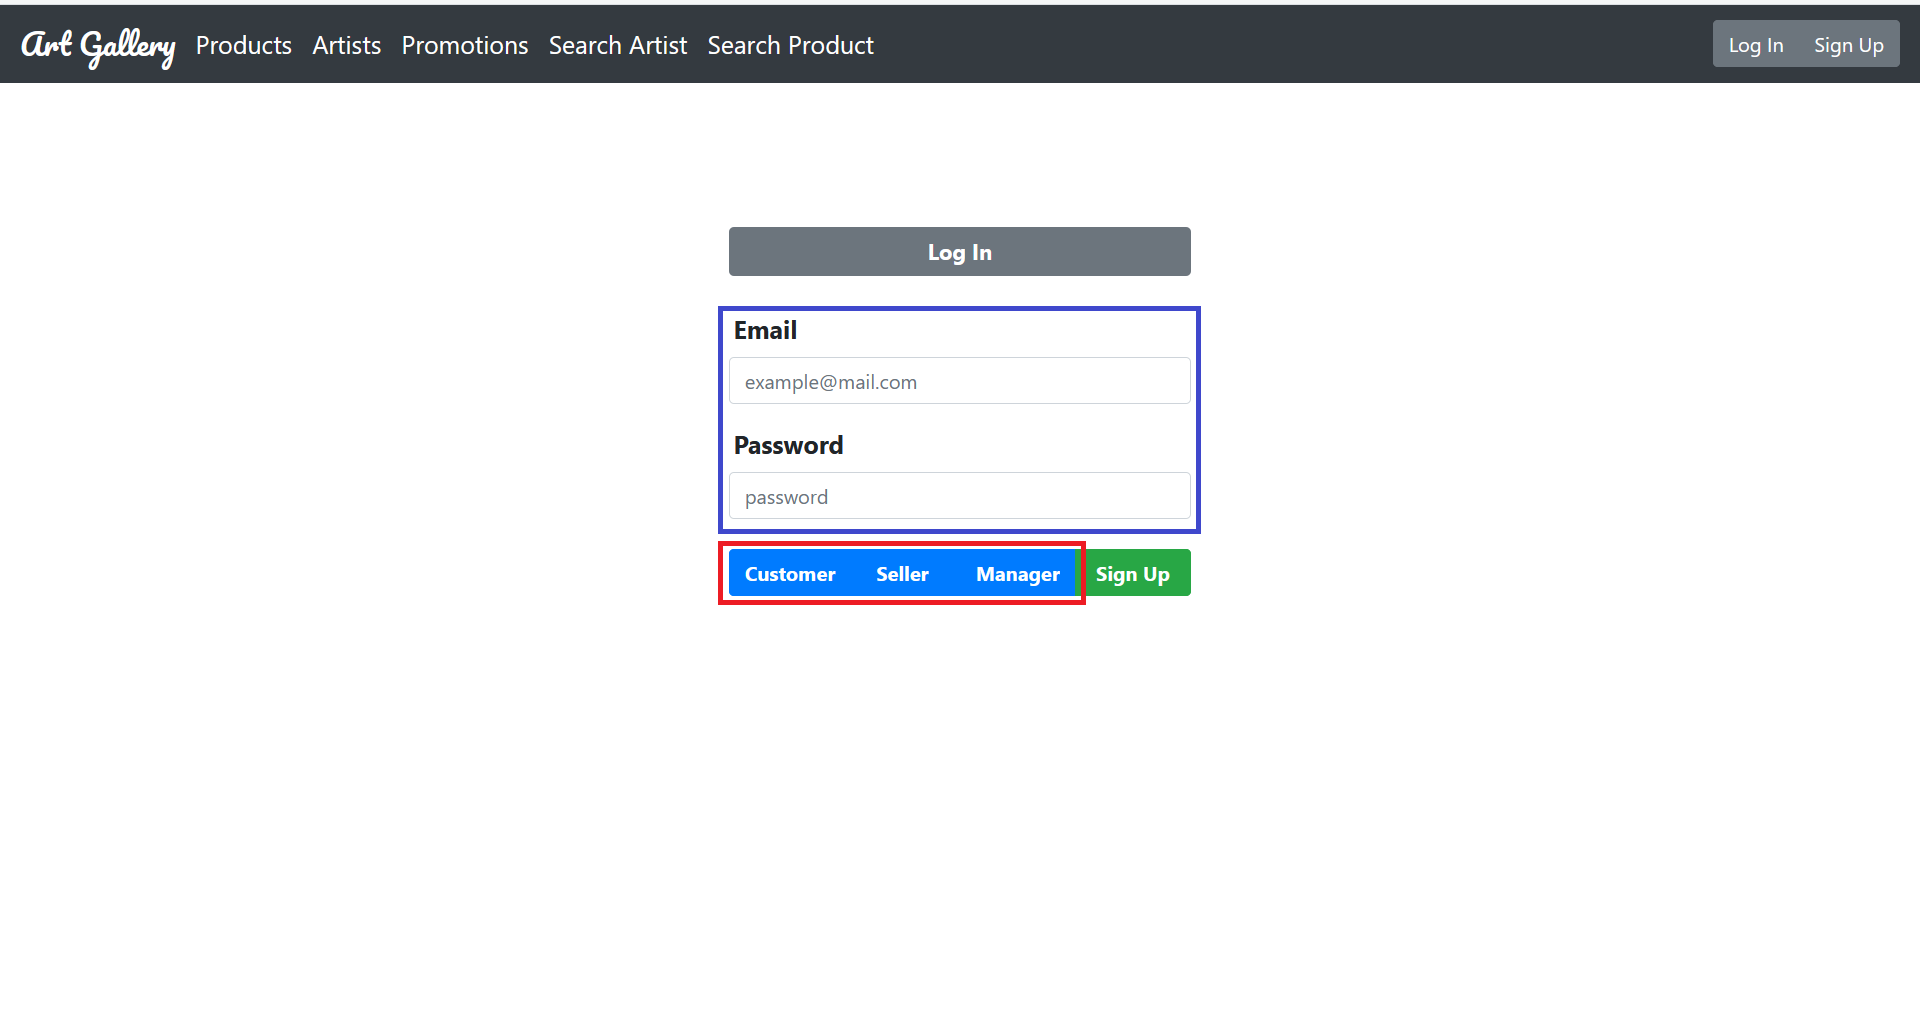 Art Gallery Products Artists Promotions Search Artist Search Product Log In Sign Up
Log In
Email
example@mail.com
Password
password
Customer Seller Manager Sign Up